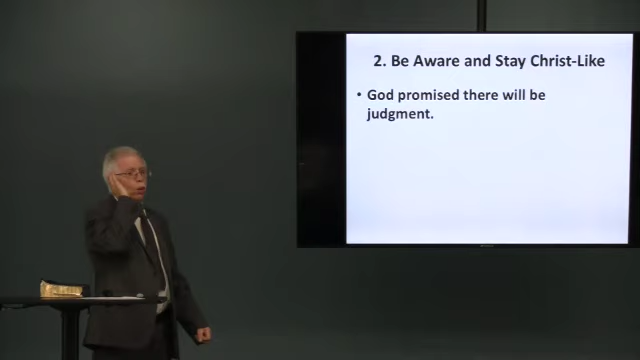 2. Be Aware and Stay Christ-Like
• God promised there will be
judgment.